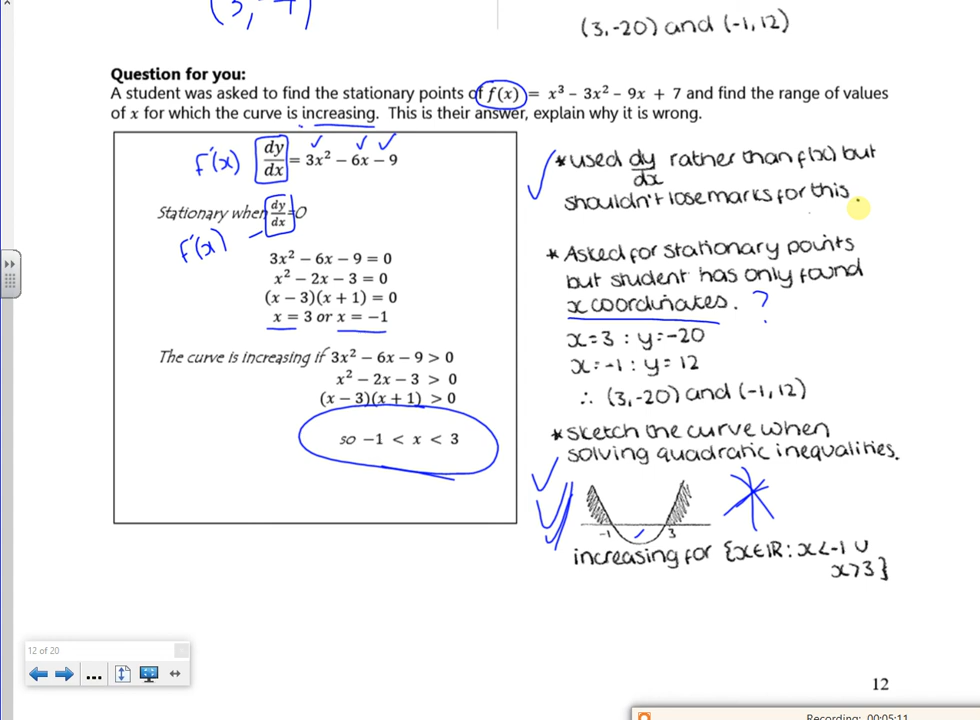 (3,
(3,-20) and (-1,12)
Question for you:
A student was asked to find the stationary points of f(x) = x³ − 3x² − 9x + 7 and find the range of values
of x for which the curve is increasing. This is their answer, explain why it is wrong.
f'(x) dy/dx = 3x² − 6x − 9
Stationary when dy/dx = 0
f'(x)
3x² − 6x − 9 = 0
x² − 2x − 3 = 0
(x − 3)(x + 1) = 0
x = 3 or x = −1
The curve is increasing if 3x² − 6x − 9 > 0
x² − 2x − 3 > 0
(x − 3)(x + 1) > 0
so −1 < x < 3
* used dy/dx rather than f(x) but
shouldn't lose marks for this.
* Asked for stationary points
but student has only found
x coordinates. ?
x=3 : y=-20
x=-1 : y= 12
∴ (3,-20) and (-1,12)
* sketch the curve when
solving quadratic inequalities.
-1 3
increasing for {x∈ℝ: x<-1 ∪
x>3}
12 of 20
12
Recording: 00:05:11